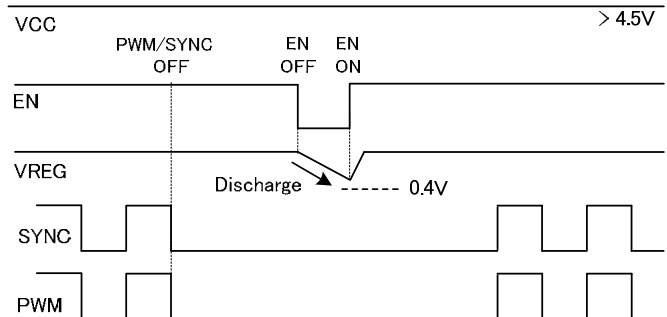 VCC
> 4.5V
PWM/SYNC
OFF
EN
OFF
EN
ON
EN
VREG
Discharge
0.4V
SYNC
PWM